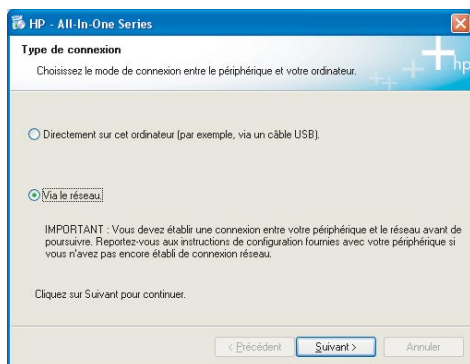 HP - All-In-One Series
Type de connexion
Choisissez le mode de connexion entre le périphérique et votre ordinateur.
hp
Directement sur cet ordinateur (par exemple, via un câble USB).
Via le réseau.
IMPORTANT : Vous devez établir une connexion entre votre périphérique et le réseau avant de
poursuivre. Reportez-vous aux instructions de configuration fournies avec votre périphérique si
vous n'avez pas encore établi de connexion réseau.
Cliquez sur Suivant pour continuer.
< Précédent
Suivant >
Annuler